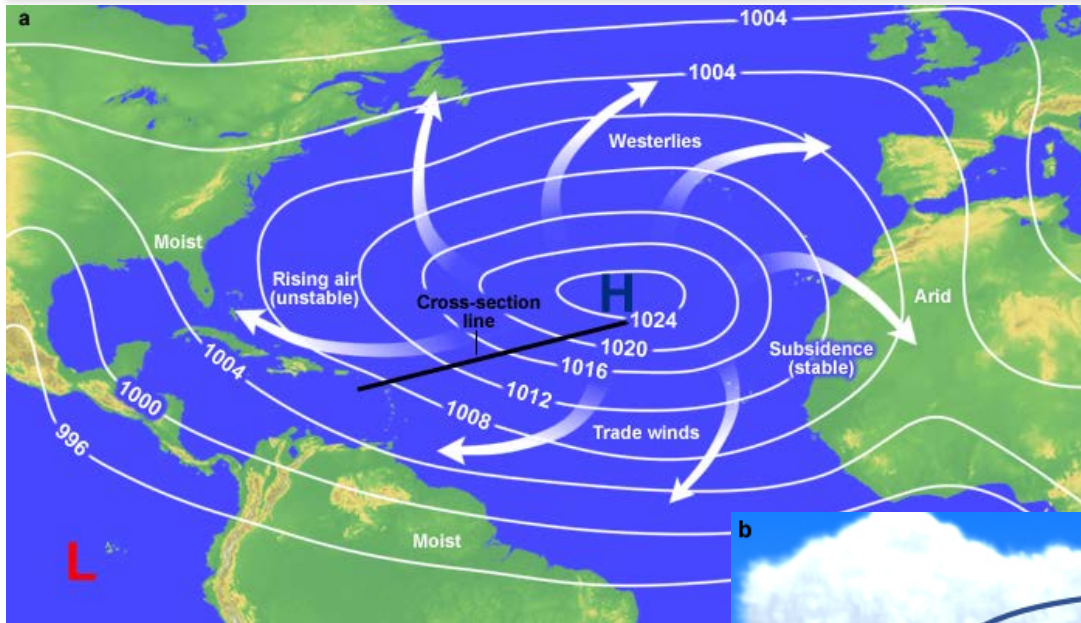 a
1004
1004
Westerlies
Moist
Rising air
(unstable)
H
Cross-section
line
Arid
1024
1020
Subsidence
(stable)
1016
1004
1012
1000
1008
996
Trade winds
Moist
L
b